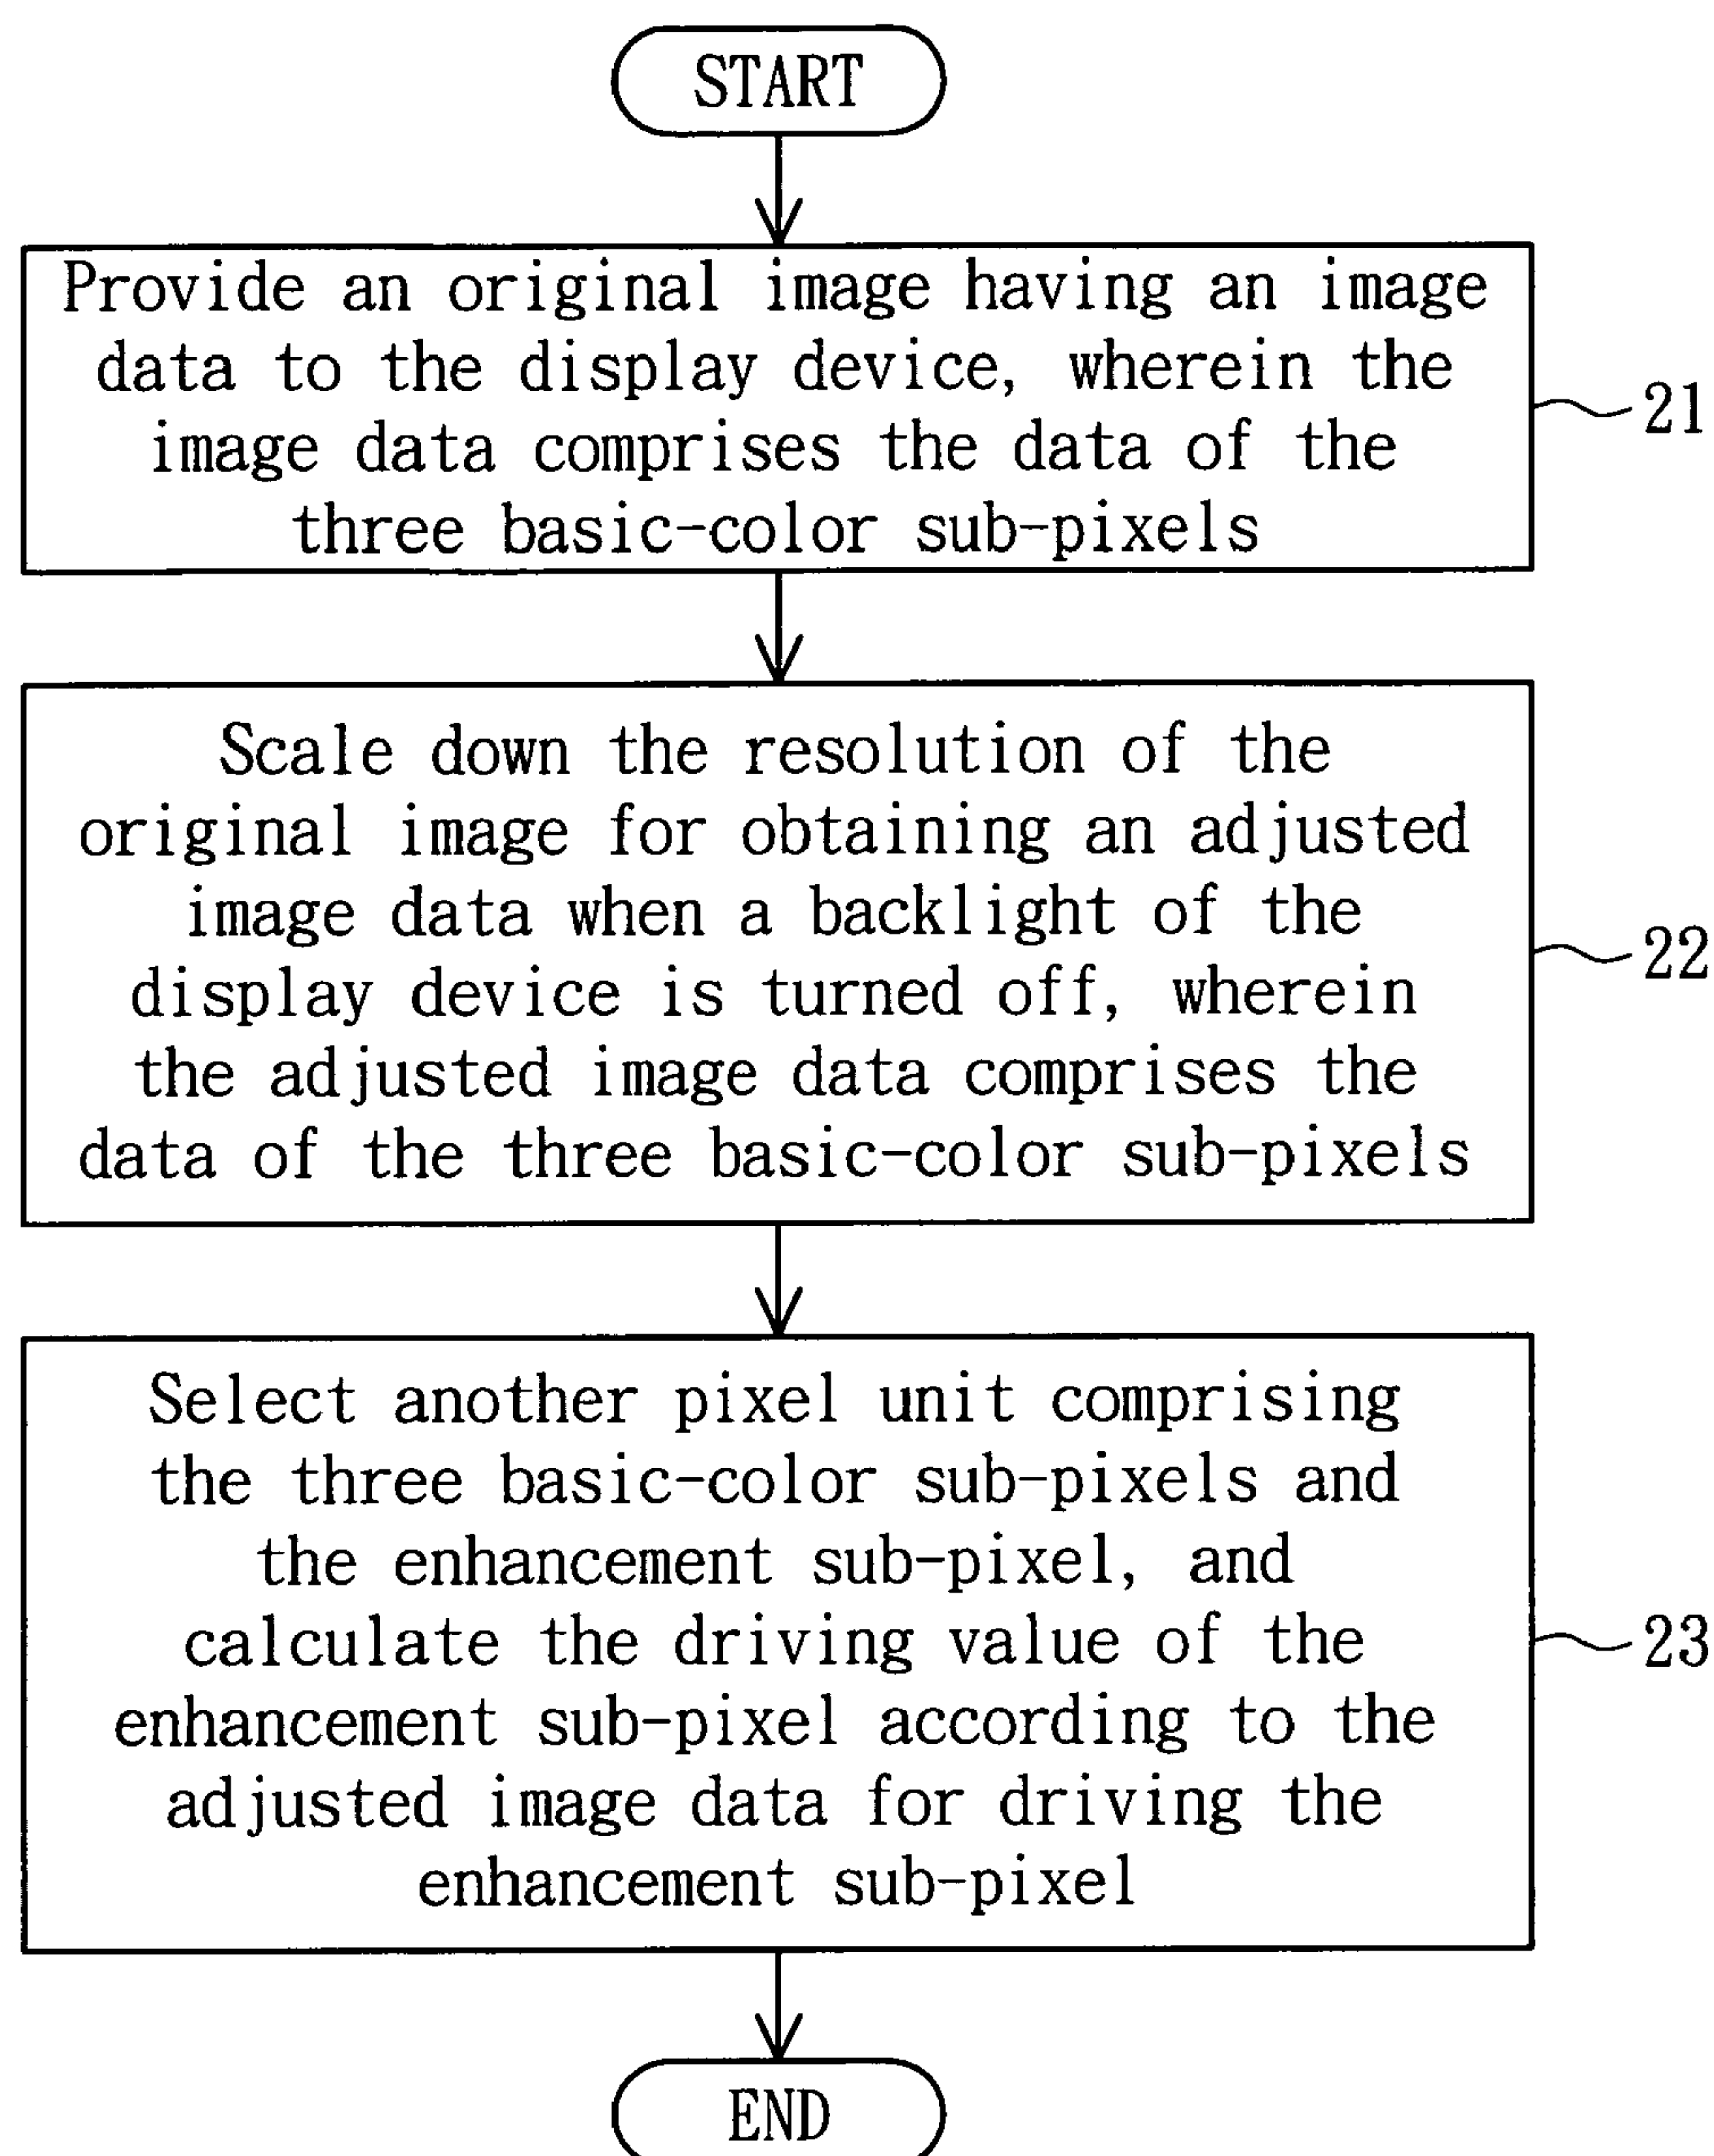 START
Provide an original image having an image
data to the display device, wherein the
image data comprises the data of the
three basic-color sub-pixels
21
Scale down the resolution of the
original image for obtaining an adjusted
image data when a backlight of the
display device is turned off, wherein
the adjusted image data comprises the
data of the three basic-color sub-pixels
22
Select another pixel unit comprising
the three basic-color sub-pixels and
the enhancement sub-pixel, and
calculate the driving value of the
enhancement sub-pixel according to the
adjusted image data for driving the
enhancement sub-pixel
23
END